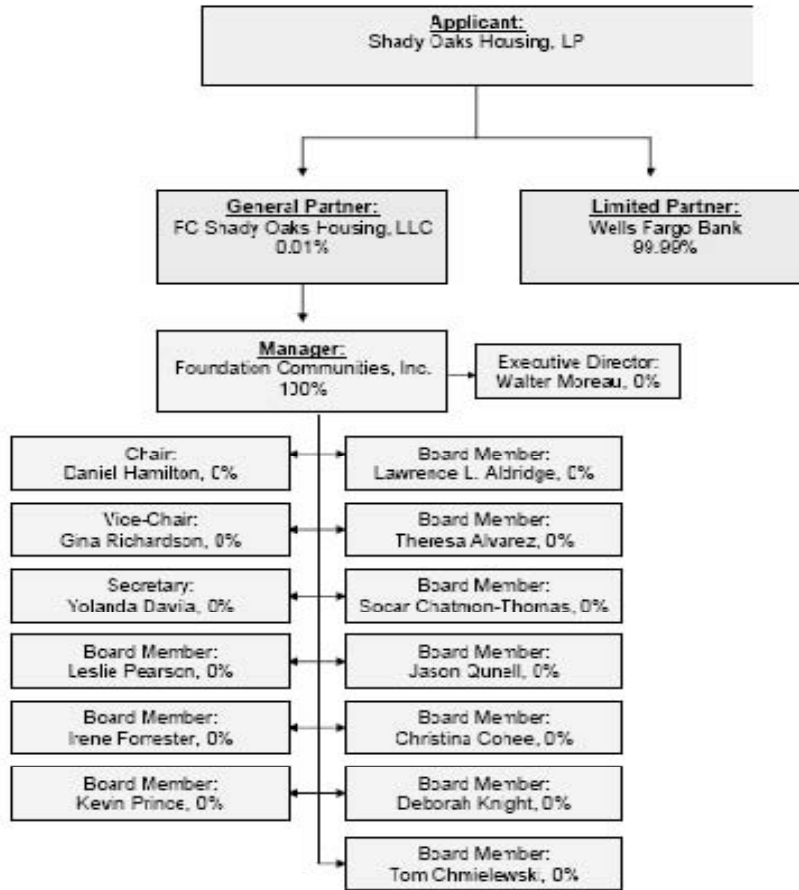 Applicant:
Shady Oaks Housing, LP
General Partner:
FC Shady Oaks Housing, LLC
0.01%
Limited Partner:
Wells Fargo Bank
99.99%
Manager:
Foundation Communities, Inc.
100%
Executive Director:
Walter Moreau, 0%
Chair:
Daniel Hamilton, 0%
Board Member:
Lawrence L. Aldridge, 0%
Vice-Chair:
Gina Richardson, 0%
Board Member:
Theresa Alvarez, 0%
Secretary:
Yolanda Davila, 0%
Board Member:
Socar Chatmon-Thomas, 0%
Board Member:
Leslie Pearson, 0%
Board Member:
Jason Qunell, 0%
Board Member:
Irene Forrester, 0%
Board Member:
Christina Cohee, 0%
Board Member:
Kevin Prince, 0%
Board Member:
Deborah Knight, 0%
Board Member:
Tom Chmielewski, 0%